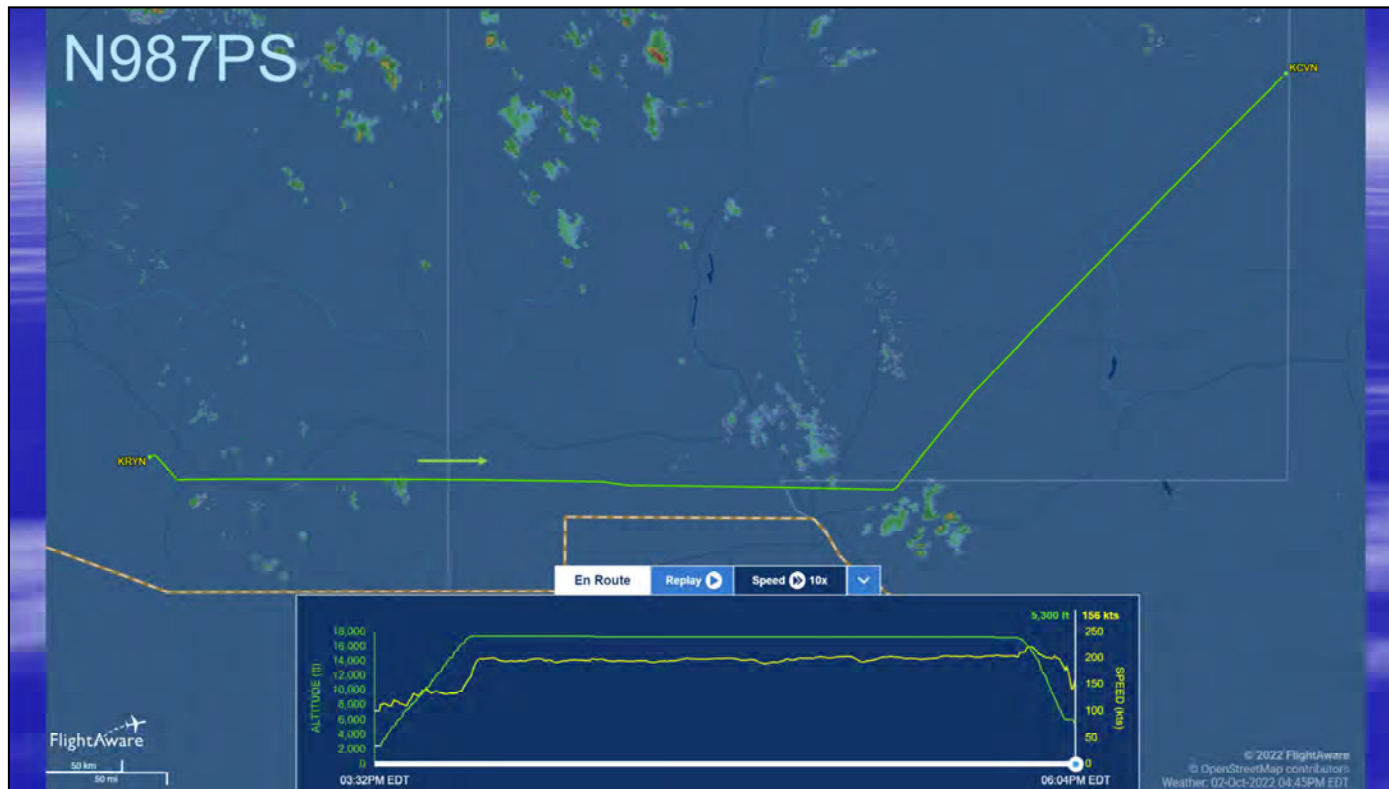 N987PS
KCVN
KRYN
En Route
Replay
Speed 10x
5,300 ft 156 kts
18,000
16,000
14,000
12,000
10,000
8,000
6,000
4,000
2,000
0
ALTITUDE (ft)
250
200
150
100
50
0
SPEED (kts)
03:32PM EDT
06:04PM EDT
FlightAware
50 km
50 mi
© 2022 FlightAware
© OpenStreetMap contributors
Weather: 02-Oct-2022 04:45PM EDT